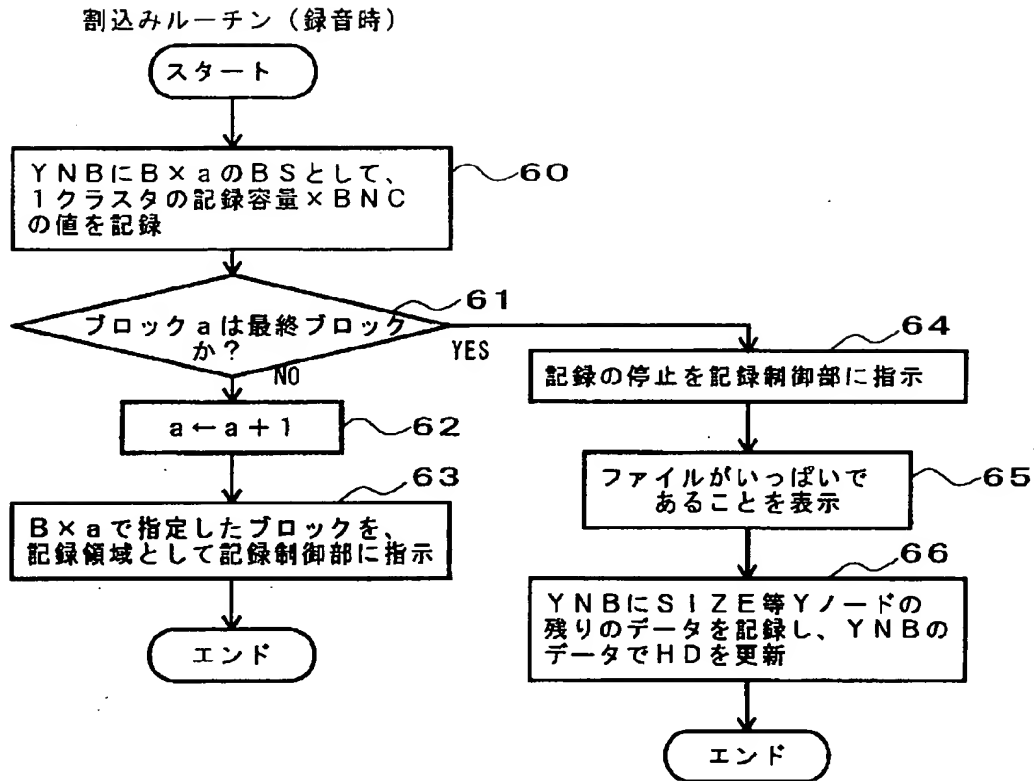 割込みルーチン（録音時）
スタート
YNBにB×aのBSとして、
1クラスタの記録容量×BNC
の値を記録
60
ブロックaは最終ブロック
か？
61
YES
NO
a←a+1
62
B×aで指定したブロックを、
記録領域として記録制御部に指示
63
エンド
記録の停止を記録制御部に指示
64
ファイルがいっぱいで
あることを表示
65
YNBにSIZE等Yノードの
残りのデータを記録し、YNBの
データでHDを更新
66
エンド